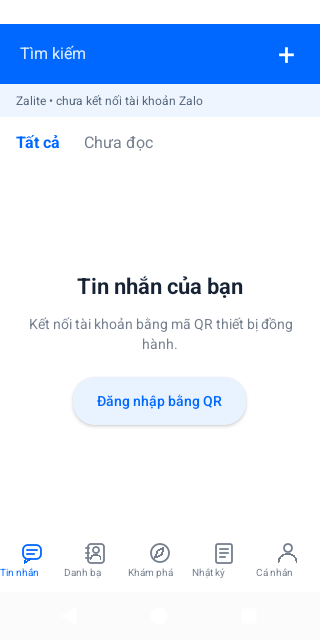 Tìm kiếm
Zalite • chưa kết nối tài khoản Zalo
Tất cả Chưa đọc
Tin nhắn của bạn
Kết nối tài khoản bằng mã QR thiết bị đồng
hành.
Đăng nhập bằng QR
Tin nhắn Danh bạ Khám phá Nhật ký Cá nhân